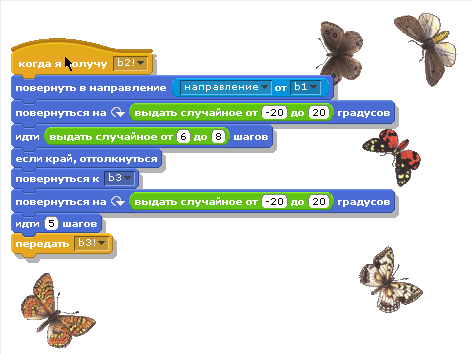 когда я получу b2!
повернуть в направление направление от b1
повернуться на выдать случайное от -20 до 20 градусов
идти выдать случайное от 6 до 8 шагов
если край, оттолкнуться
повернуться к b3
повернуться на выдать случайное от -20 до 20 градусов
идти 5 шагов
передать b3!